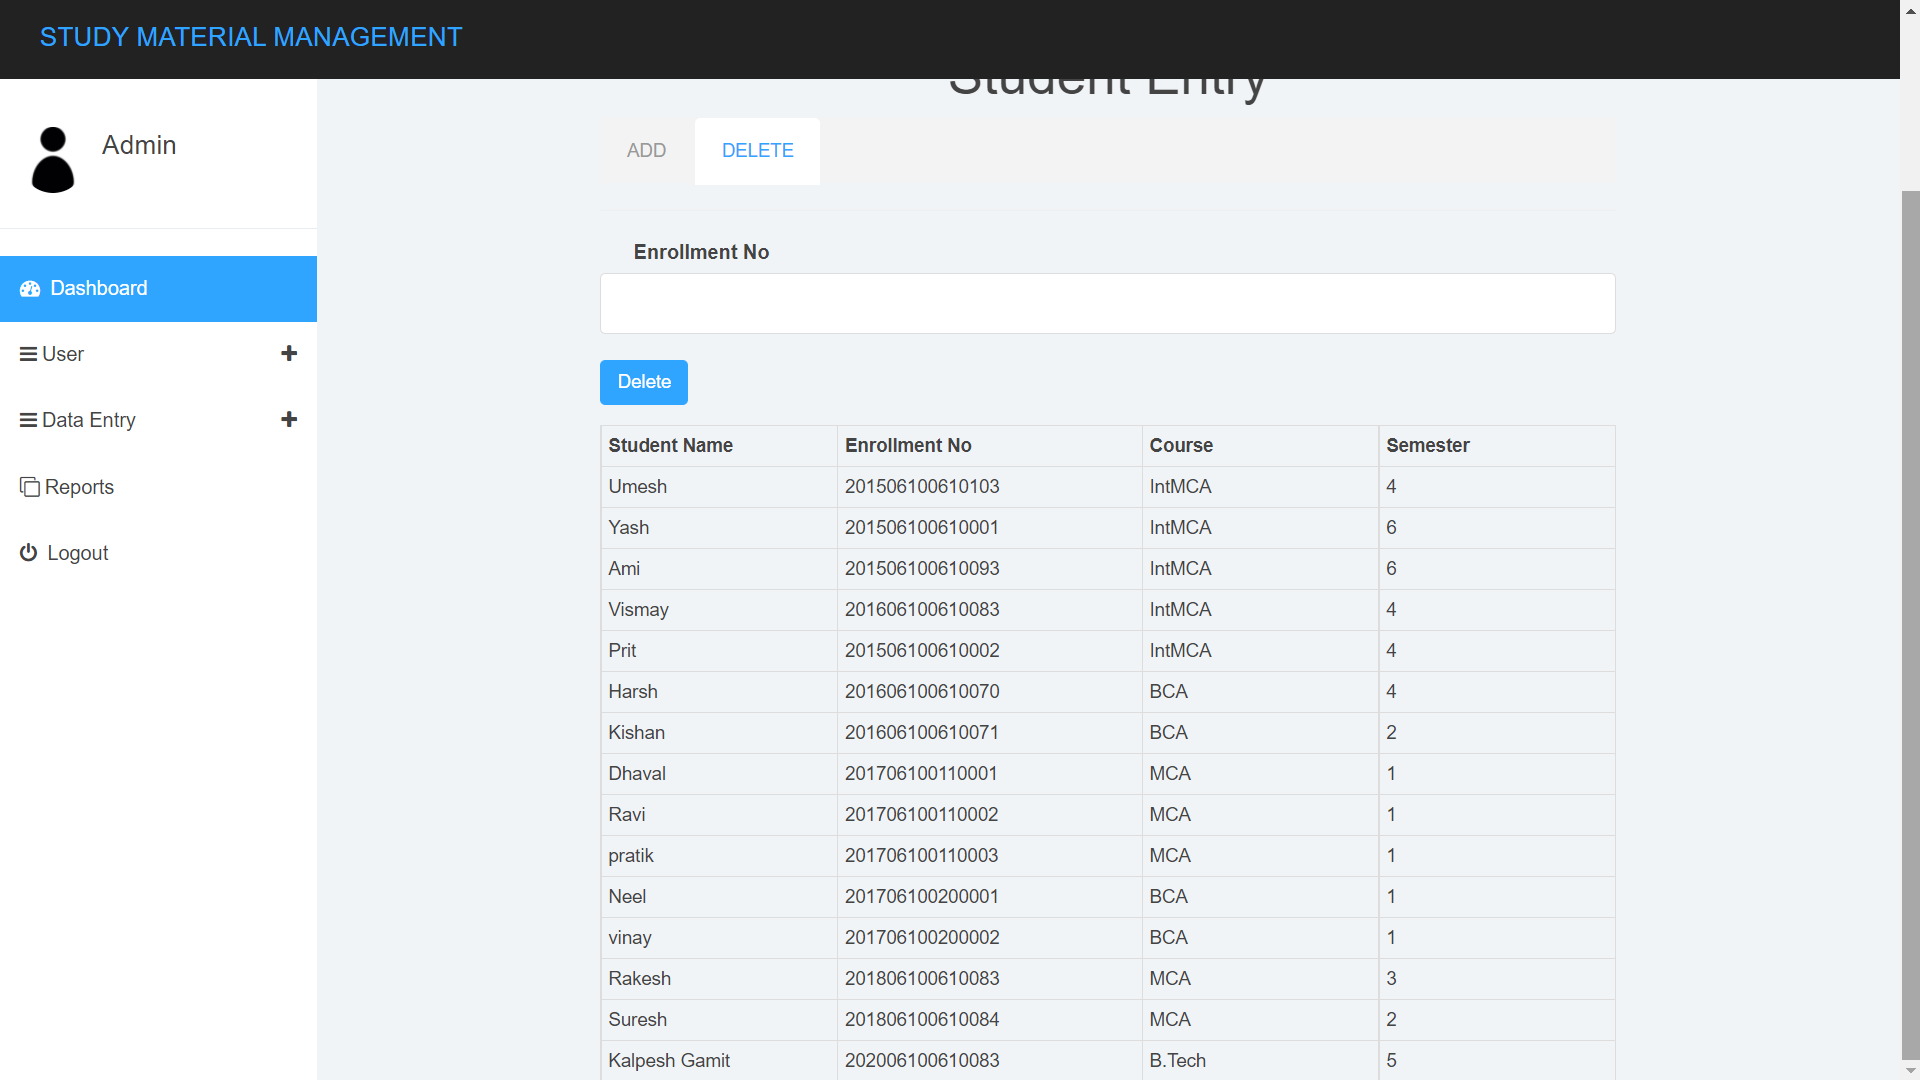 STUDY MATERIAL MANAGEMENT
Student Entry
Admin
ADD DELETE
Enrollment No
Dashboard
User
Data Entry
Reports
Logout
Delete
Student Name Enrollment No Course Semester
Umesh 201506100610103 IntMCA 4
Yash 201506100610001 IntMCA 6
Ami 201506100610093 IntMCA 6
Vismay 201606100610083 IntMCA 4
Prit 201506100610002 IntMCA 4
Harsh 201606100610070 BCA 4
Kishan 201606100610071 BCA 2
Dhaval 201706100110001 MCA 1
Ravi 201706100110002 MCA 1
pratik 201706100110003 MCA 1
Neel 201706100200001 BCA 1
vinay 201706100200002 BCA 1
Rakesh 201806100610083 MCA 3
Suresh 201806100610084 MCA 2
Kalpesh Gamit 202006100610083 B.Tech 5